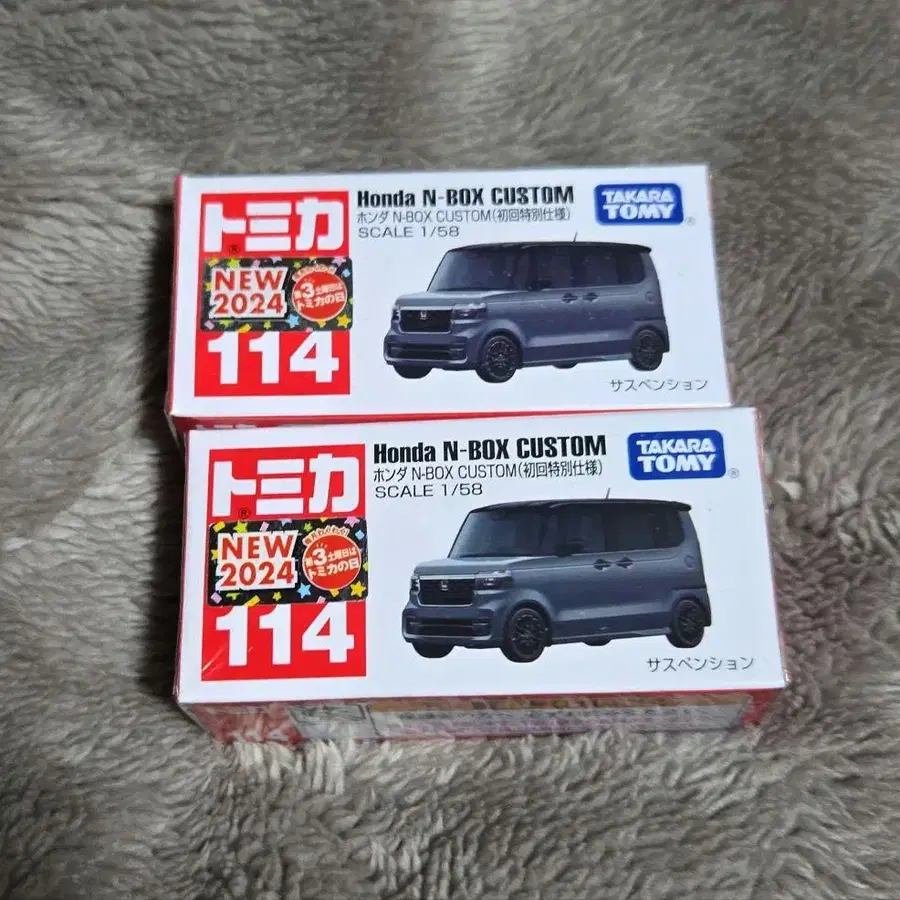 Honda N-BOX CUSTOM
ホンダ N-BOX CUSTOM(初回特別仕様)
SCALE 1/58
TAKARA
TOMY
トミカ
®
NEW
2024
第3土曜日は
トミカの日
114
サスペンション
Honda N-BOX CUSTOM
ホンダ N-BOX CUSTOM(初回特別仕様)
SCALE 1/58
TAKARA
TOMY
®
トミカ
®
NEW
2024
第3土曜日は
トミカの日
114
サスペンション